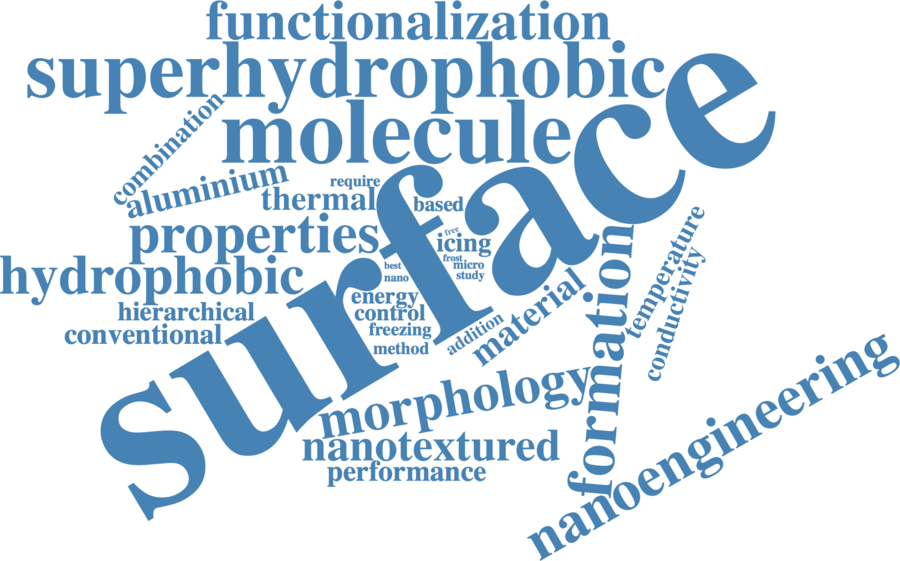 functionalization
superhydrophobic
molecule
combination
aluminium
require
thermal
based
surface
properties
free
icing
frost
hydrophobic
best
micro
nano
study
temperature
conductivity
hierarchical
energy
control
conventional
freezing
method
addition
material
formation
morphology
nanotextured
performance
nanoengineering